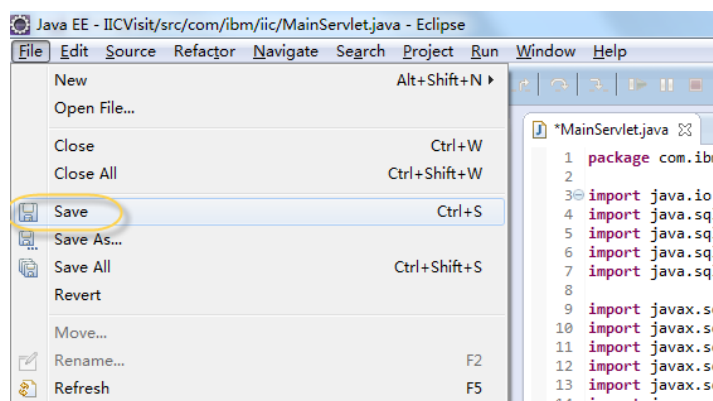 Java EE - IICVisit/src/com/ibm/iic/MainServlet.java - Eclipse
File Edit Source Refactor Navigate Search Project Run Window Help
New Alt+Shift+N
Open File...
Close Ctrl+W
Close All Ctrl+Shift+W
Save Ctrl+S
Save As...
Save All Ctrl+Shift+S
Revert
Move...
Rename... F2
Refresh F5
*MainServlet.java
1 package com.ib
2
3 import java.io
4 import java.sq
5 import java.sq
6 import java.sq
7 import java.sq
8
9 import javax.s
10 import javax.s
11 import javax.s
12 import javax.s
13 import javax.s